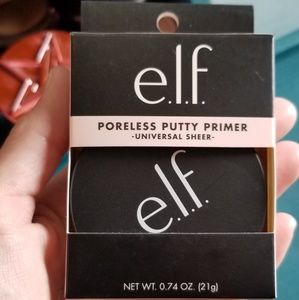 e.l.f.
PORELESS PUTTY PRIMER
-UNIVERSAL SHEER-
e.l.f.
NET WT. 0.74 OZ. (21g)